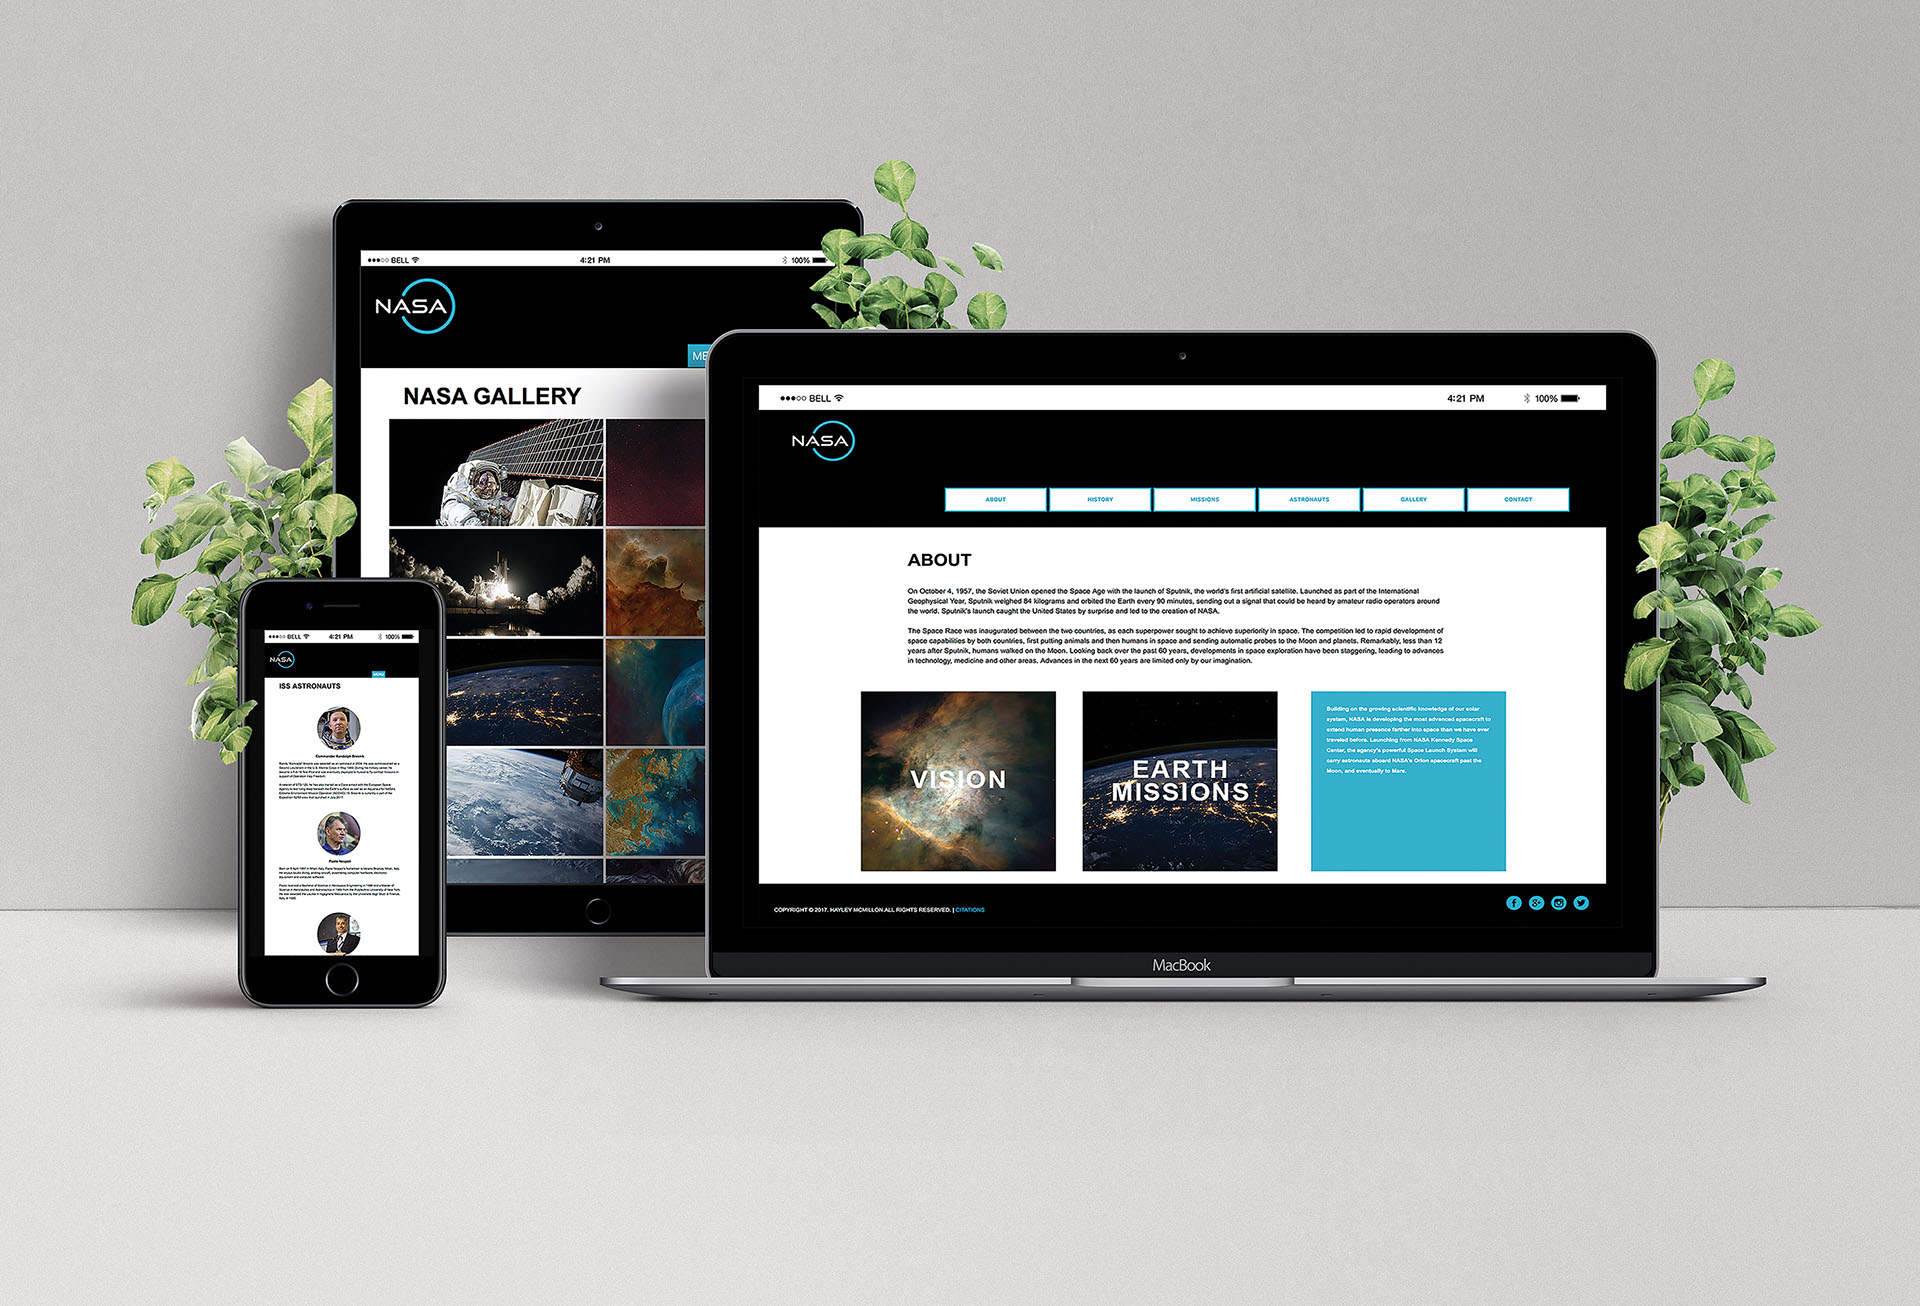 BELL
4:21 PM
100%
NASA
ME
NASA GALLERY
BELL
4:21 PM
100%
NASA
ABOUT
HISTORY
MISSIONS
ASTRONAUTS
GALLERY
CONTACT
ABOUT
On October 4, 1957, the Soviet Union opened the Space Age with the launch of Sputnik, the world's first artificial satellite. Launched as part of the International
Geophysical Year, Sputnik weighed 84 kilograms and orbited the Earth every 90 minutes, sending out a signal that could be heard by amateur radio operators around
the world. Sputnik's launch caught the United States by surprise and led to the creation of NASA.
The Space Race was inaugurated between the two countries, as each superpower sought to achieve superiority in space. The competition led to rapid development of
space capabilities by both countries, first putting animals and then humans in space and sending automatic probes to the Moon and planets. Remarkably, less than 12
years after Sputnik, humans walked on the Moon. Looking back over the past 60 years, developments in space exploration have been staggering, leading to advances
in technology, medicine and other areas. Advances in the next 60 years are limited only by our imagination.
VISION
EARTH
MISSIONS
Building on the growing scientific knowledge of our solar
system, NASA is developing the most advanced spacecraft to
extend human presence farther into space than we have ever
traveled before. Launching from NASA Kennedy Space
Center, the agency's powerful Space Launch System will
carry astronauts aboard NASA's Orion spacecraft past the
Moon, and eventually to Mars.
COPYRIGHT © 2017. HAYLEY MCMILLON ALL RIGHTS RESERVED. | CITATIONS
MacBook
BELL
4:21 PM
100%
NASA
MENU
ISS ASTRONAUTS
Commander Randolph Bresnik
Paolo Nespoli